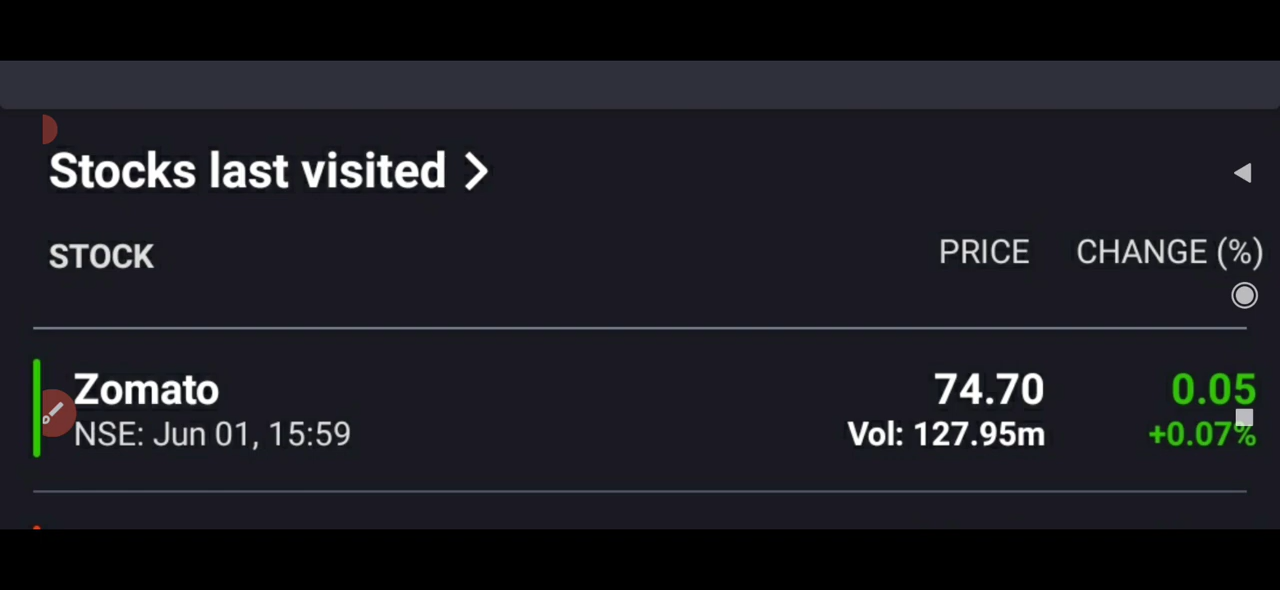 Stocks last visited
STOCK PRICE CHANGE (%)
Zomato 74.70 0.05
NSE: Jun 01, 15:59 Vol: 127.95m +0.07%